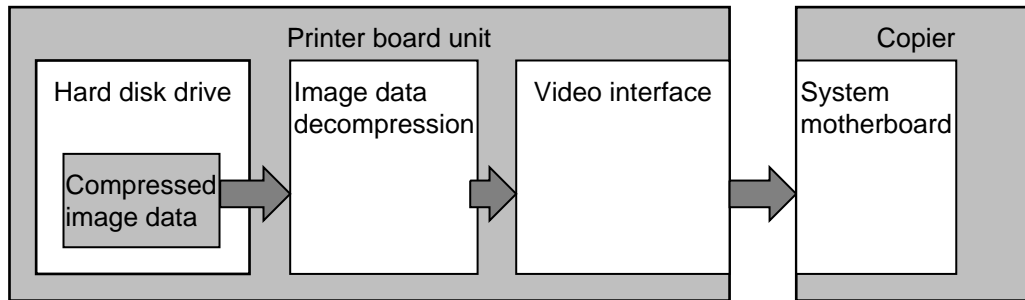 Printer board unit
Copier
Hard disk drive
Image data
decompression
Video interface
System
motherboard
Compressed
image data